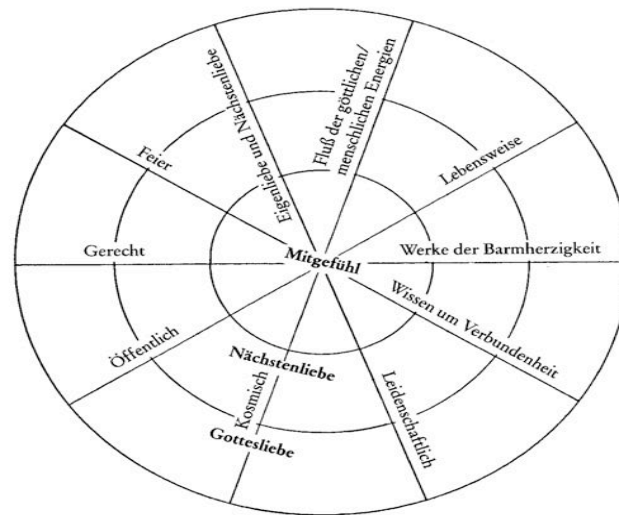 Eigenliebe und Nächstenliebe
Fluß der göttlichen/
menschlichen Energien
Feier
Lebensweise
Gerecht
Mitgefühl
Werke der Barmherzigkeit
Öffentlich
Wissen um Verbundenheit
Nächstenliebe
Kosmisch
Leidenschaftlich
Gottesliebe